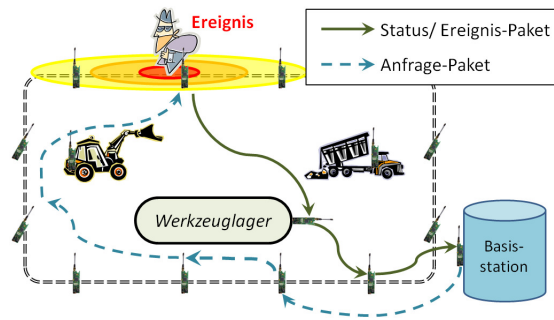 Ereignis
Status/ Ereignis-Paket
Anfrage-Paket
Werkzeuglager
Basis-
station